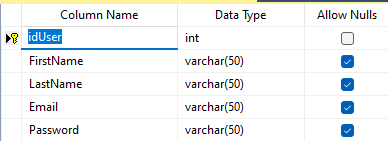 Column Name Data Type Allow Nulls
idUser int
FirstName varchar(50)
LastName varchar(50)
Email varchar(50)
Password varchar(50)